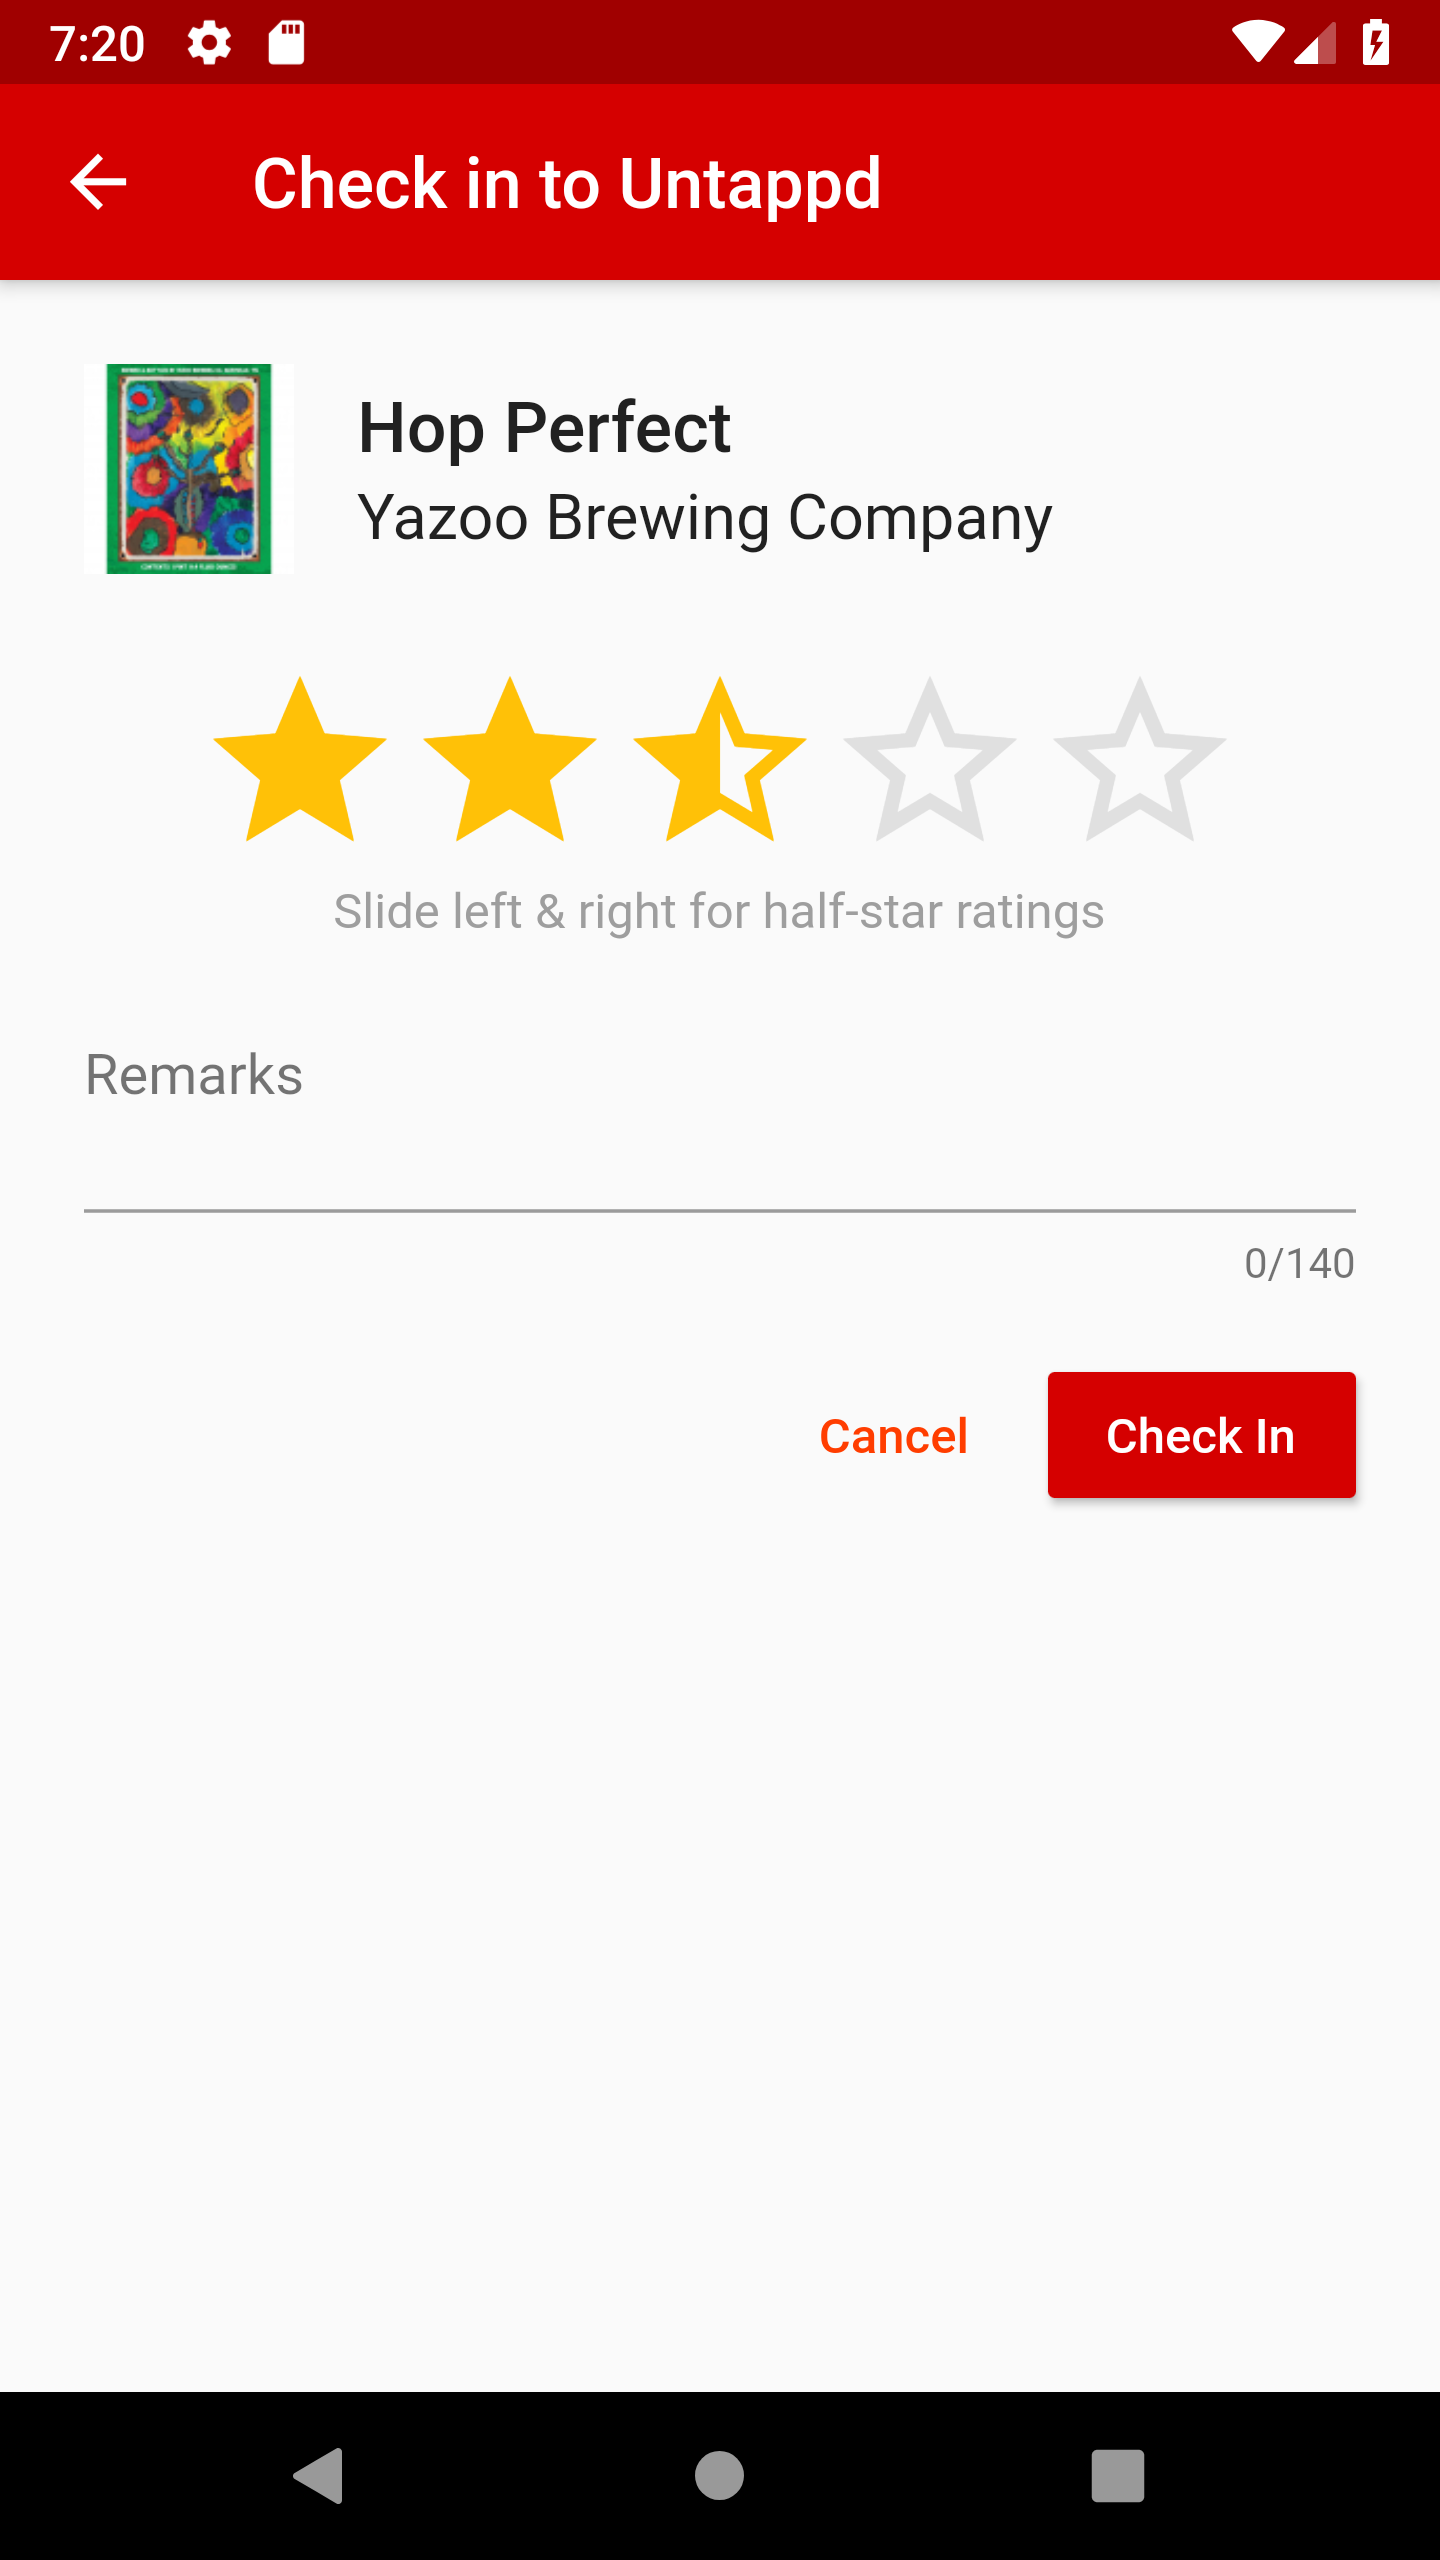 7:20
Check in to Untappd
Hop Perfect
Yazoo Brewing Company
Slide left & right for half-star ratings
Remarks
0/140
Cancel
Check In